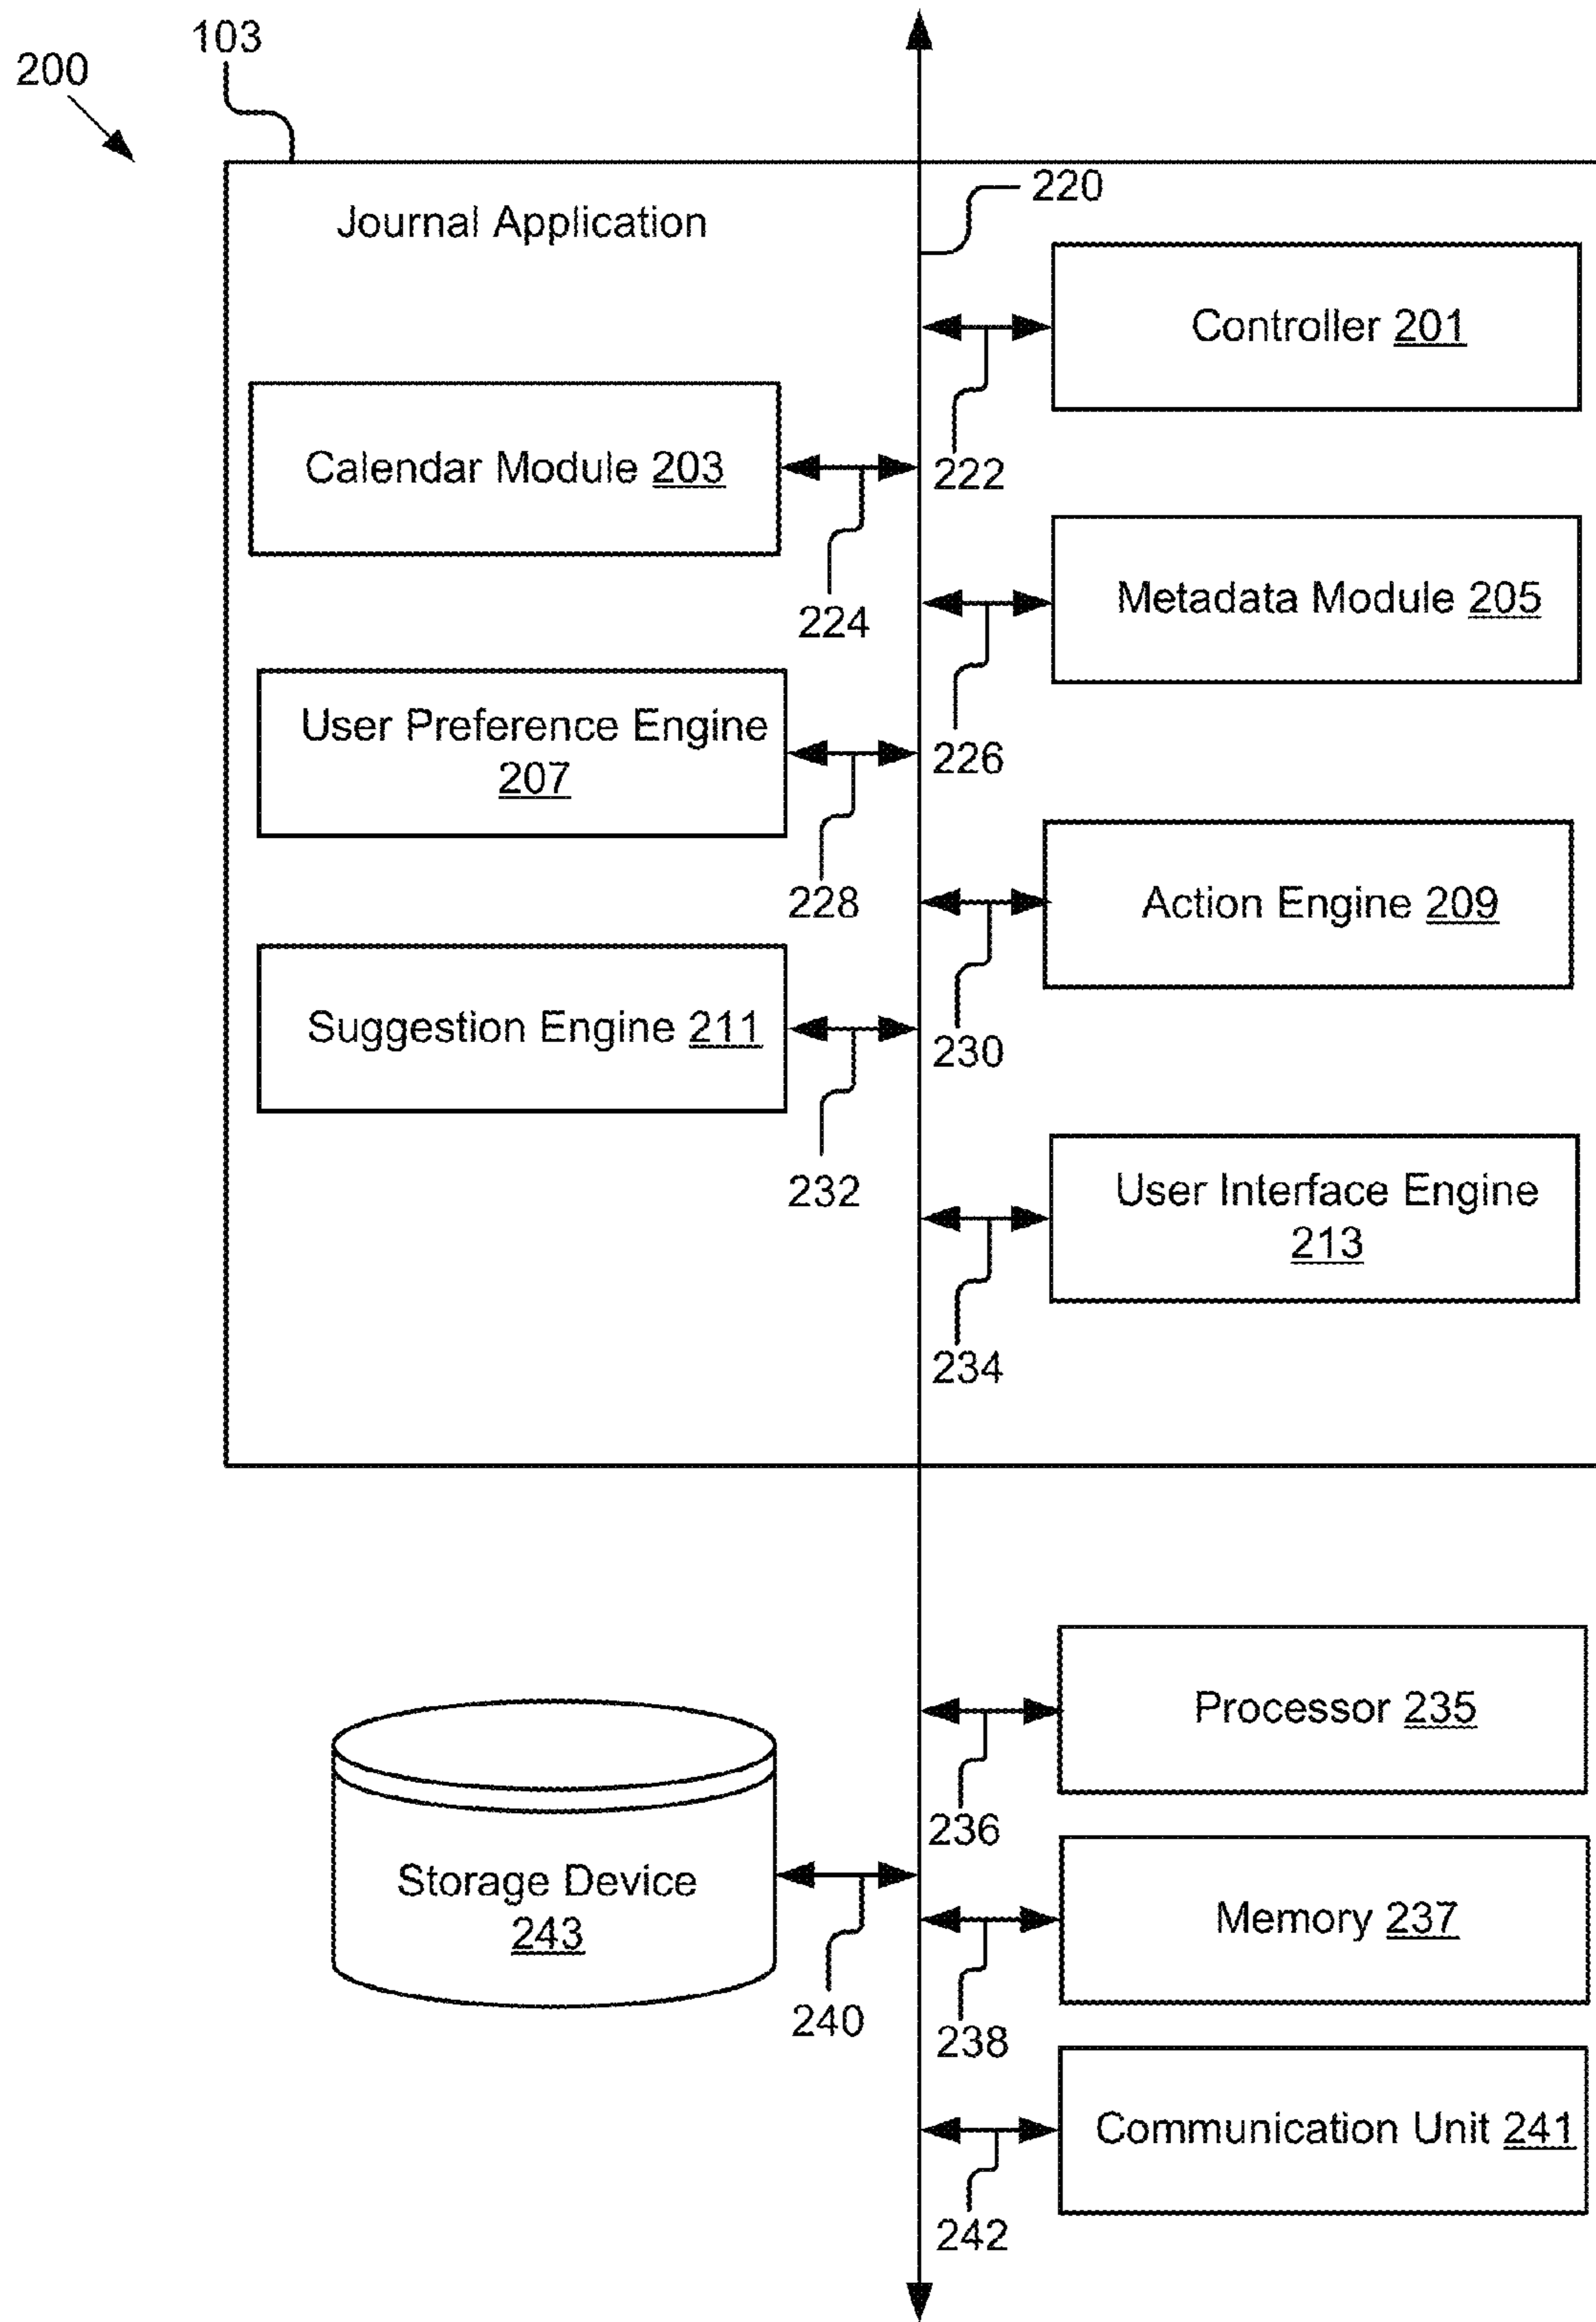 103
200
220
Journal Application
Controller 201
222
Calendar Module 203
224
Metadata Module 205
226
User Preference Engine
207
228
Action Engine 209
230
Suggestion Engine 211
232
User Interface Engine
213
234
Processor 235
236
Storage Device
243
240
Memory 237
238
Communication Unit 241
242